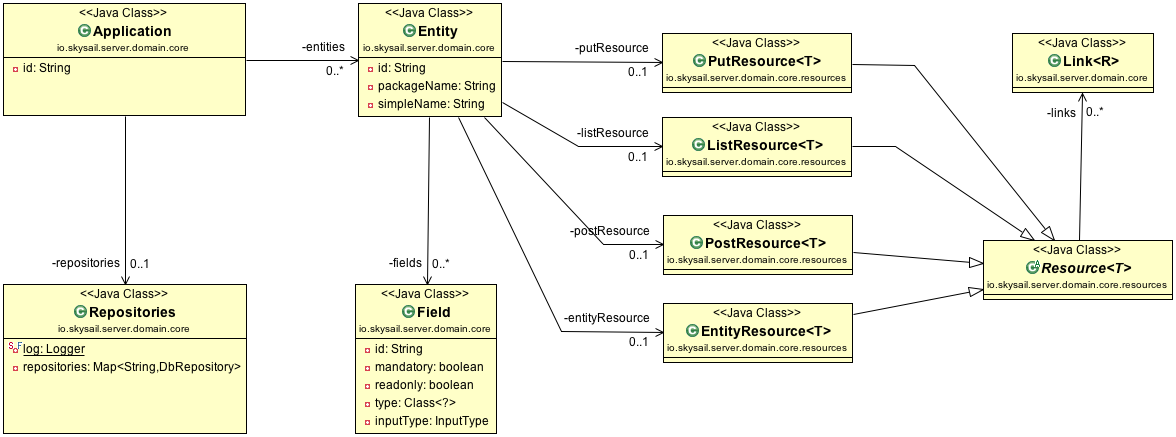 <<Java Class>>
Application
io.skysail.server.domain.core
id: String
-entities
0..*
<<Java Class>>
Entity
io.skysail.server.domain.core
id: String
packageName: String
simpleName: String
-putResource
0..1
<<Java Class>>
PutResource<T>
io.skysail.server.domain.core.resources
<<Java Class>>
Link<R>
io.skysail.server.domain.core
-links
0..*
-listResource
0..1
<<Java Class>>
ListResource<T>
io.skysail.server.domain.core.resources
-postResource
0..1
<<Java Class>>
PostResource<T>
io.skysail.server.domain.core.resources
<<Java Class>>
Resource<T>
io.skysail.server.domain.core.resources
-repositories
0..1
-fields
0..*
<<Java Class>>
Repositories
io.skysail.server.domain.core
log: Logger
repositories: Map<String,DbRepository>
<<Java Class>>
Field
io.skysail.server.domain.core
id: String
mandatory: boolean
readonly: boolean
type: Class<?>
inputType: InputType
-entityResource
0..1
<<Java Class>>
EntityResource<T>
io.skysail.server.domain.core.resources